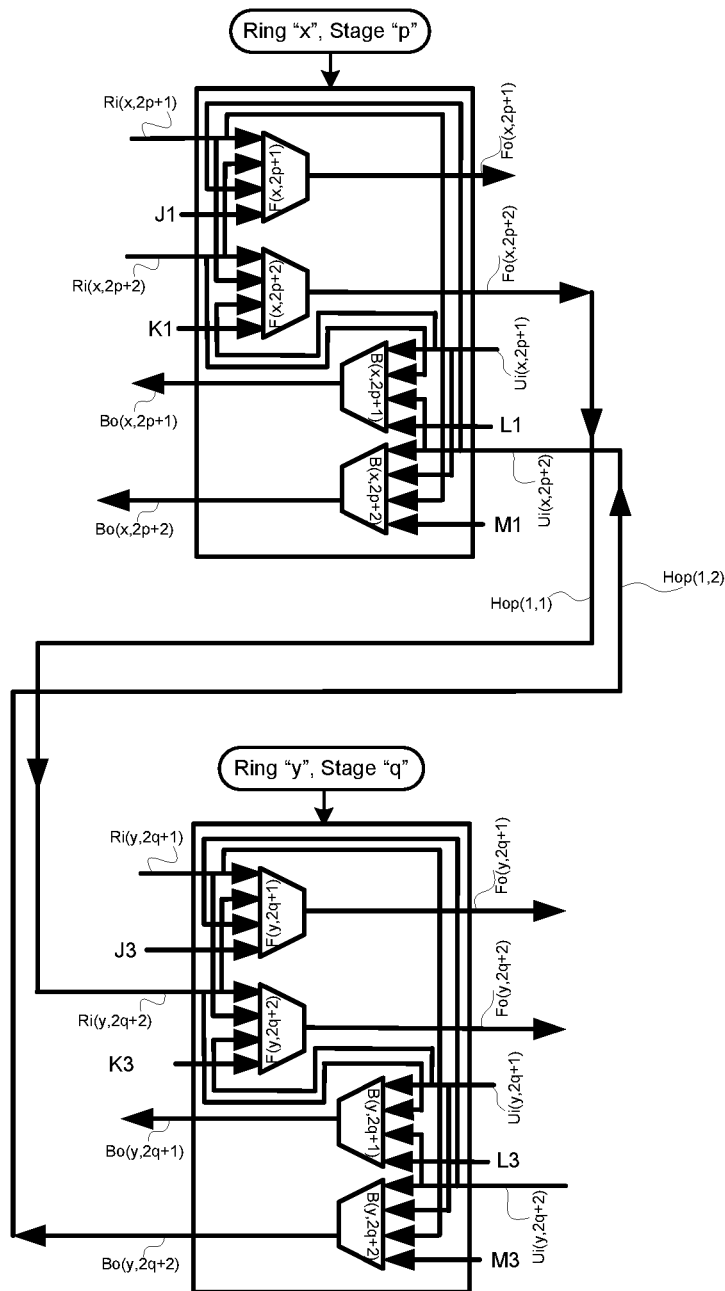 Ring “x”, Stage “p”
Ri(x,2p+1)
Fo(x,2p+1)
F(x,2p+1)
J1
Ri(x,2p+2)
Fo(x,2p+2)
F(x,2p+2)
K1
Ui(x,2p+1)
B(x,2p+1)
Bo(x,2p+1)
L1
Ui(x,2p+2)
B(x,2p+2)
Bo(x,2p+2)
M1
Hop(1,1)
Hop(1,2)
Ring “y”, Stage “q”
Ri(y,2q+1)
Fo(y,2q+1)
F(y,2q+1)
J3
Ri(y,2q+2)
Fo(y,2q+2)
F(y,2q+2)
K3
Ui(y,2q+1)
B(y,2q+1)
Bo(y,2q+1)
L3
Ui(y,2q+2)
B(y,2q+2)
Bo(y,2q+2)
M3